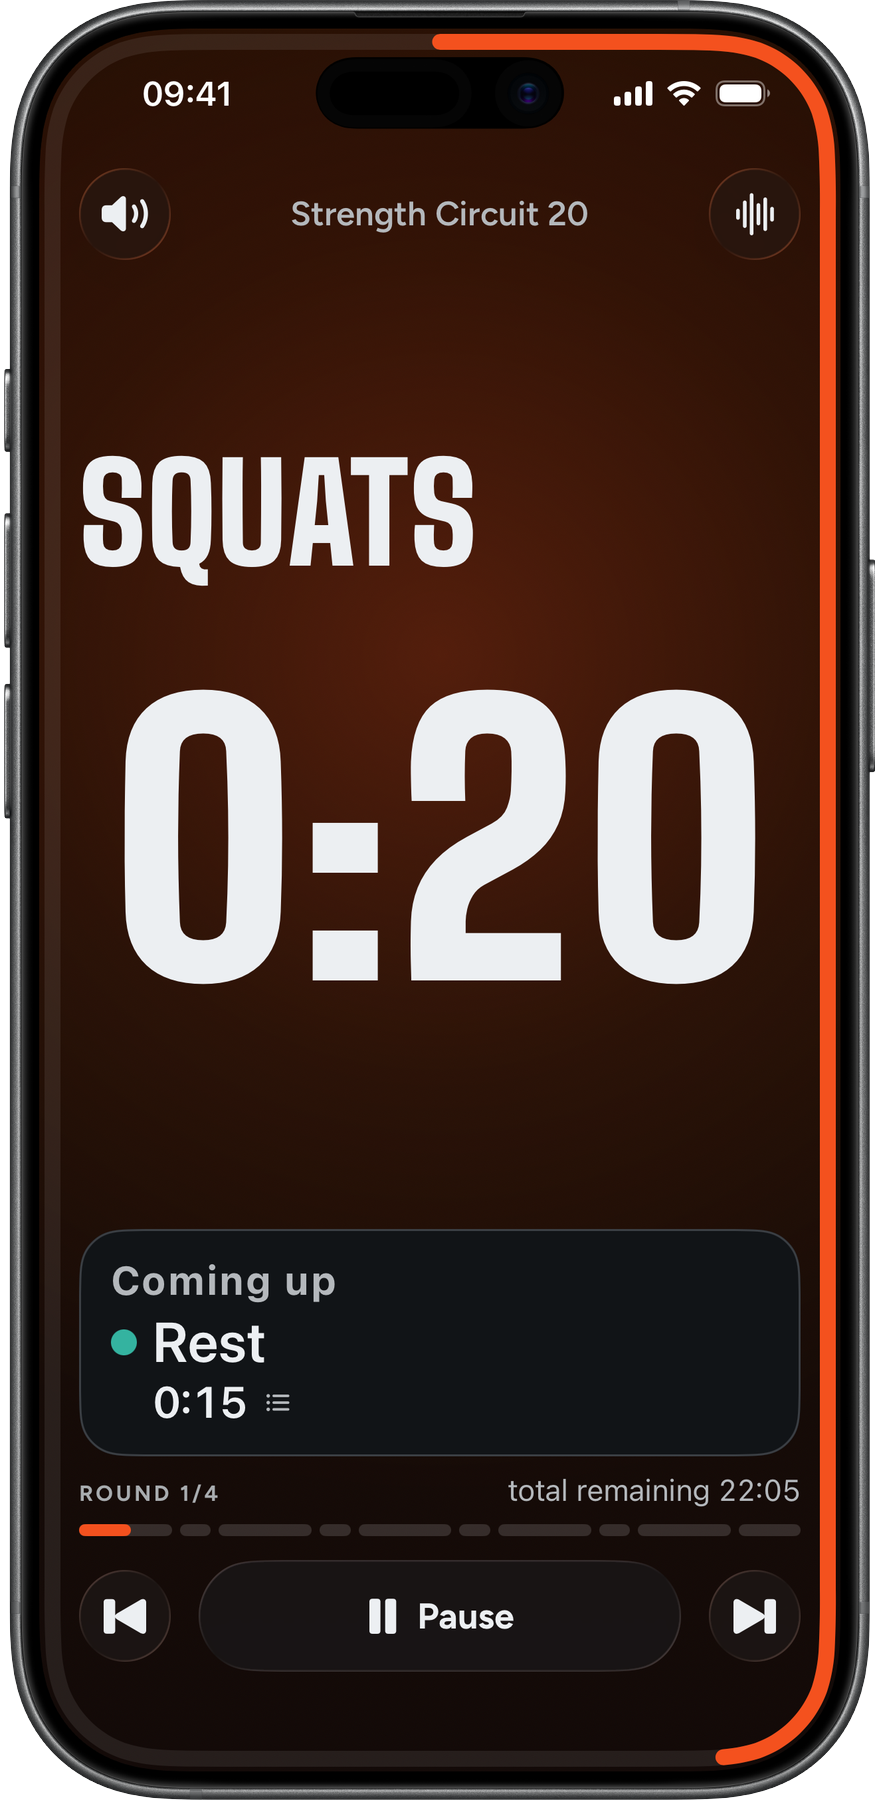 09:41
Strength Circuit 20
SQUATS
0:20
Coming up
Rest
0:15
ROUND 1/4
total remaining 22:05
Pause